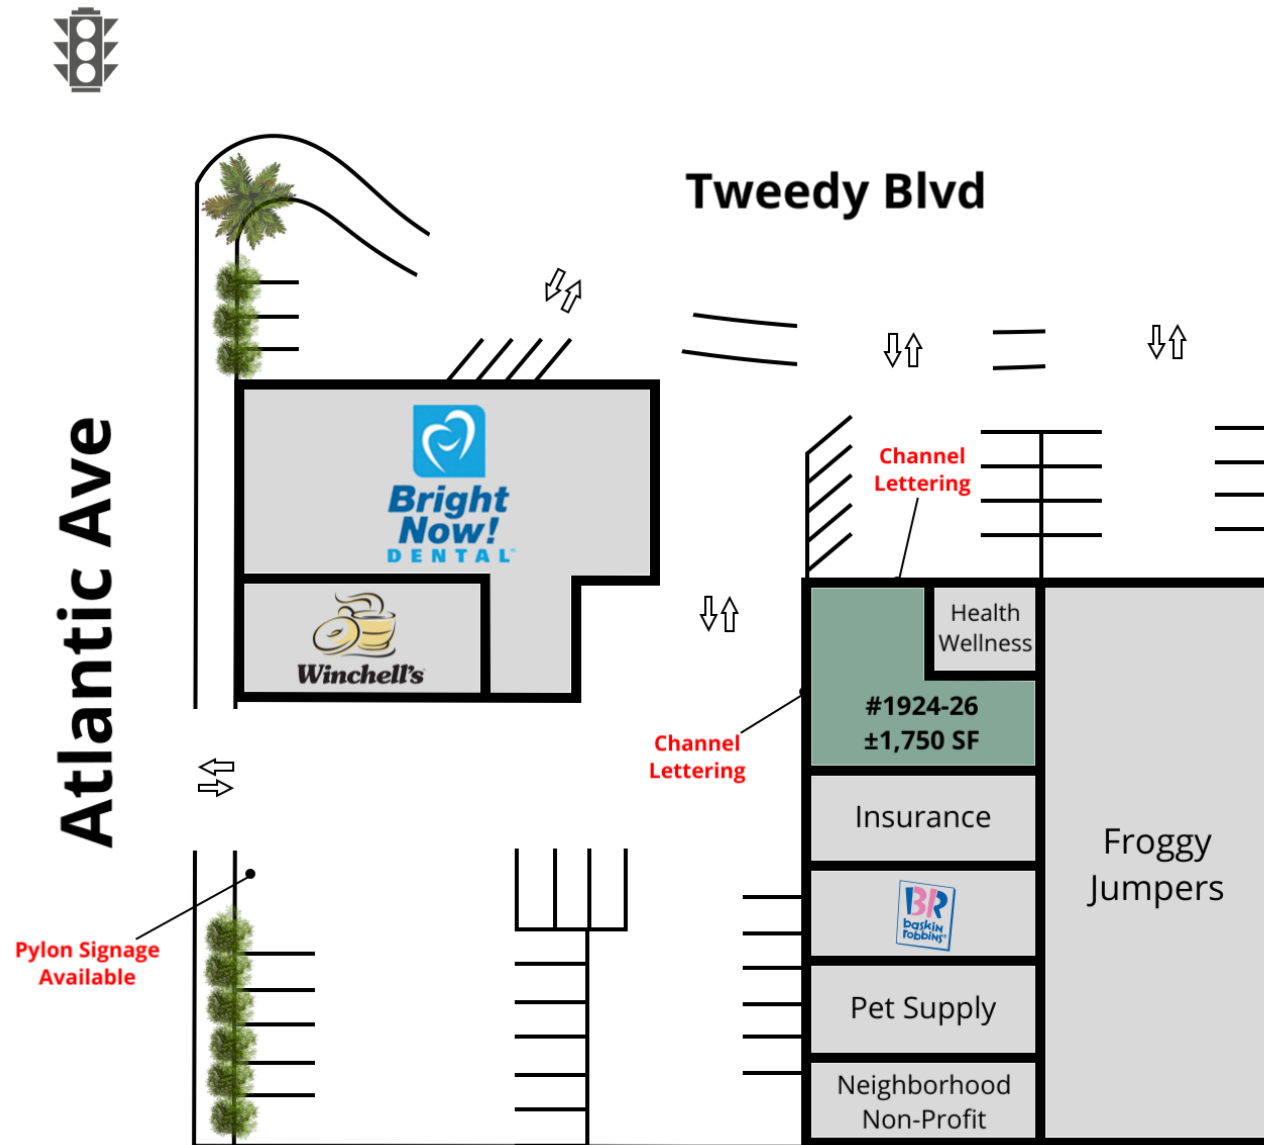 Tweedy Blvd
Atlantic Ave
Bright
Now!
DENTAL
Winchell's
Channel
Lettering
Health
Wellness
#1924-26
±1,750 SF
Channel
Lettering
Insurance
Froggy
Jumpers
BR
baskin
robbins
Pylon Signage
Available
Pet Supply
Neighborhood
Non-Profit